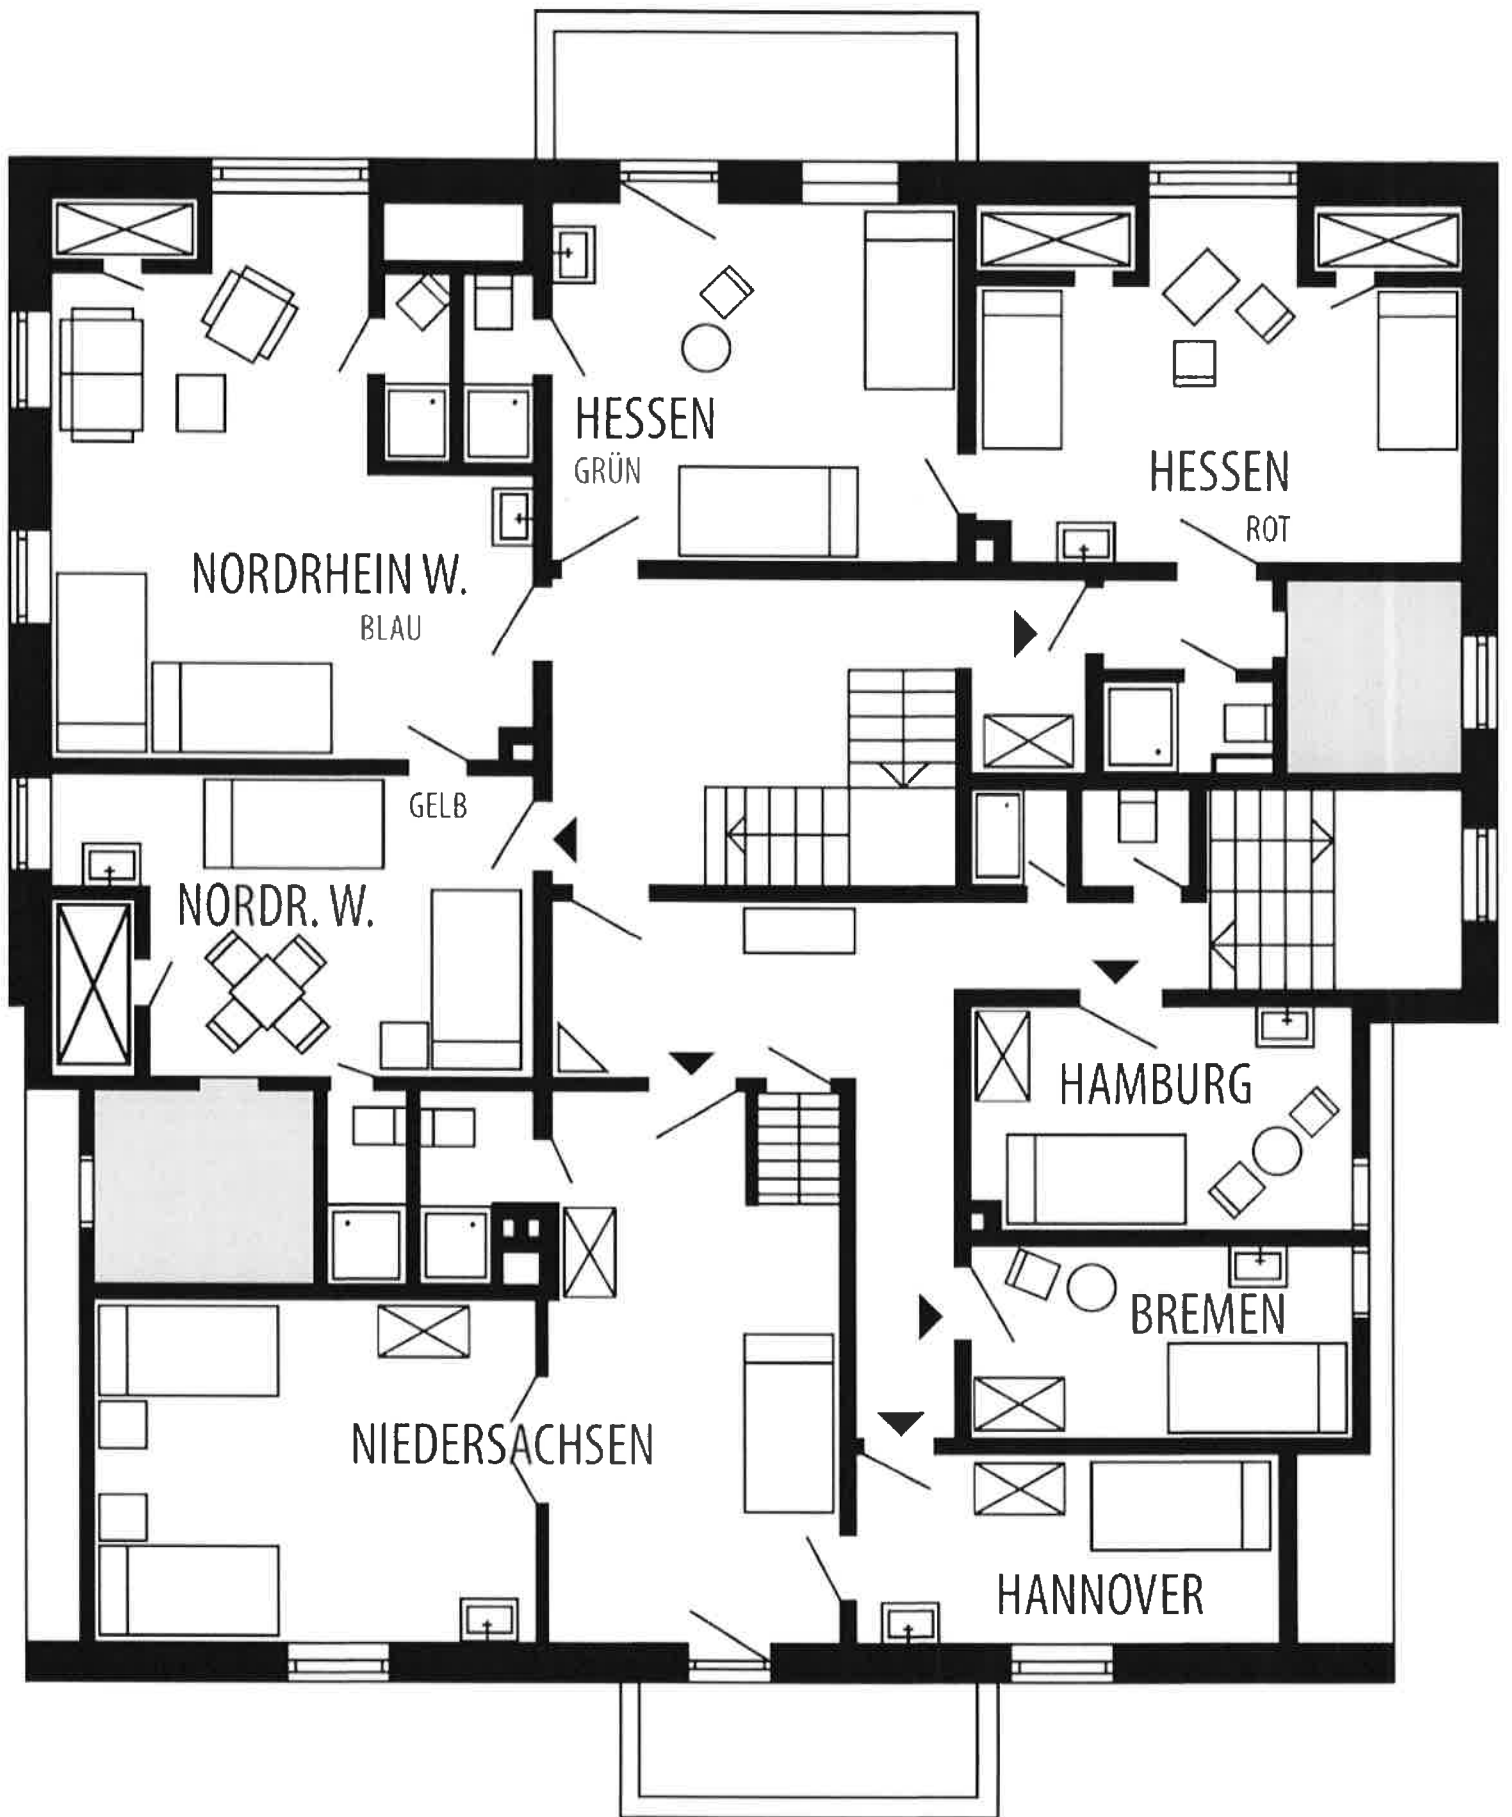 HESSEN
GRÜN
HESSEN
ROT
NORDRHEIN W.
BLAU
GELB
NORDR. W.
HAMBURG
BREMEN
NIEDERSACHSEN
HANNOVER